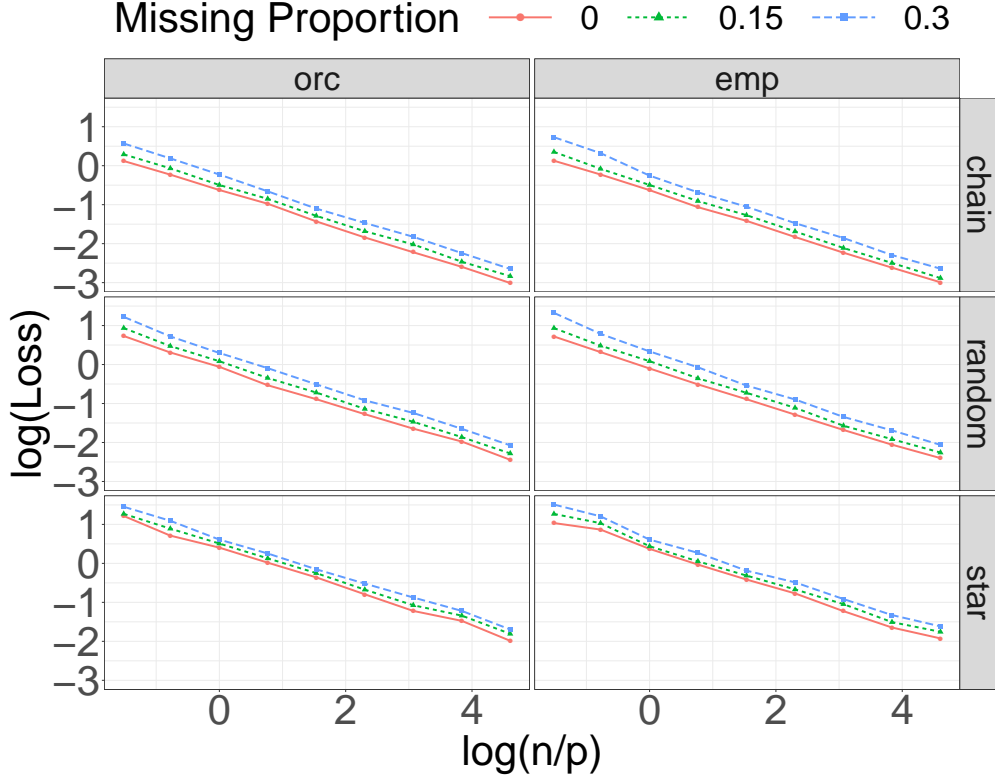 Missing Proportion 0 0.15 0.3
orc emp
1
0
−1
−2
−3
chain
1
0
−1
−2
−3
random
1
0
−1
−2
−3
star
log(Loss)
0 2 4 0 2 4
log(n/p)